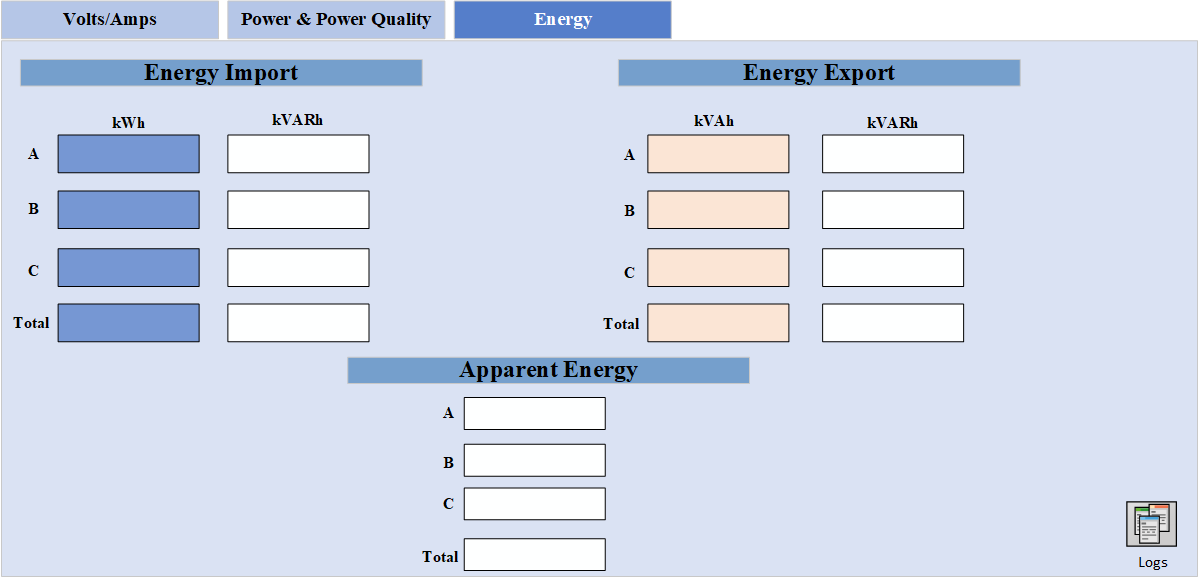 Volts/Amps Power & Power Quality Energy
Energy Import Energy Export
kWh kVARh kVAh kVARh
A A
B B
C C
Total Total
Apparent Energy
A
B
C
Total
Logs